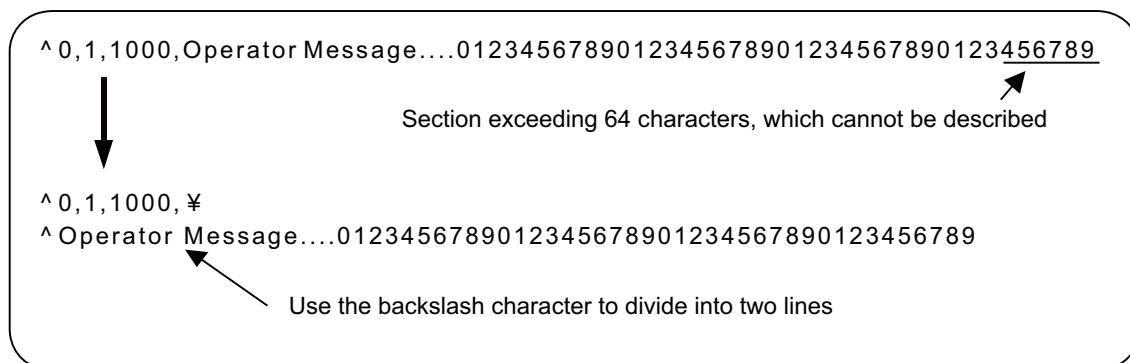 ^ 0,1,1000,Operator Message....0123456789012345678901234567890123456789
Section exceeding 64 characters, which cannot be described
^ 0,1,1000, ¥
^ Operator Message....0123456789012345678901234567890123456789
Use the backslash character to divide into two lines